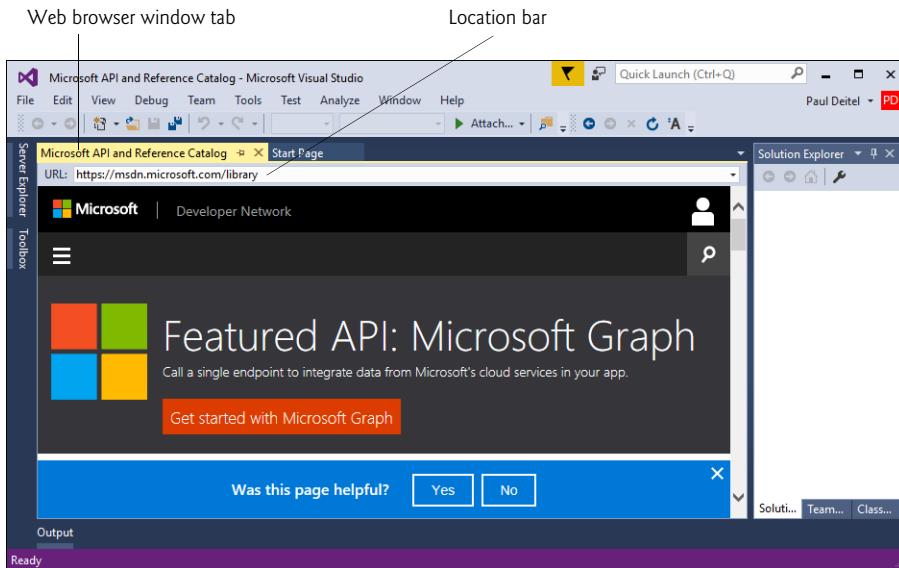 Web browser window tab
Location bar
Microsoft API and Reference Catalog - Microsoft Visual Studio
Quick Launch (Ctrl+Q)
File Edit View Debug Team Tools Test Analyze Window Help
Paul Deitel
PD
Attach...
Server Explorer
Toolbox
Microsoft API and Reference Catalog
Start Page
URL: https://msdn.microsoft.com/library
Microsoft
Developer Network
Featured API: Microsoft Graph
Call a single endpoint to integrate data from Microsoft's cloud services in your app.
Get started with Microsoft Graph
Was this page helpful?
Yes
No
Solution Explorer
Soluti...
Team...
Class...
Output
Ready